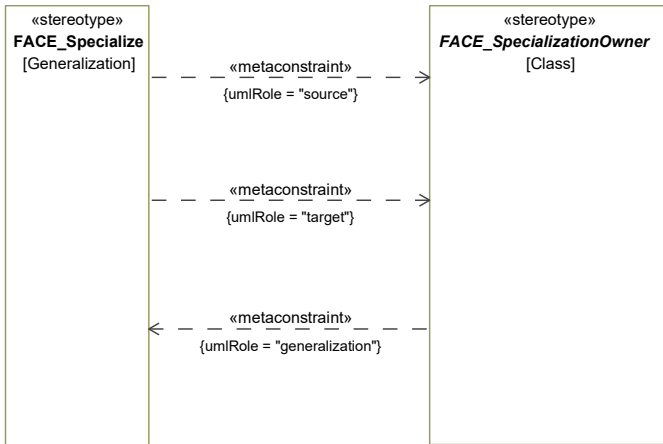 «stereotype»
FACE_Specialize
[Generalization]
«stereotype»
FACE_SpecializationOwner
[Class]
«metaconstraint»
{umlRole = "source"}
«metaconstraint»
{umlRole = "target"}
«metaconstraint»
{umlRole = "generalization"}